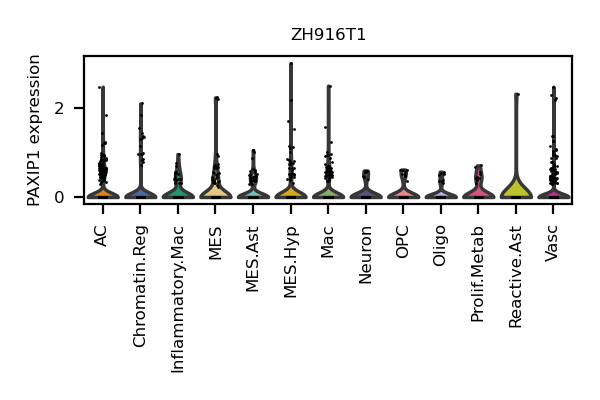 ZH916T1
PAXIP1 expression
2
0
AC
Chromatin.Reg
Inflammatory.Mac
MES
MES.Ast
MES.Hyp
Mac
Neuron
OPC
Oligo
Prolif.Metab
Reactive.Ast
Vasc